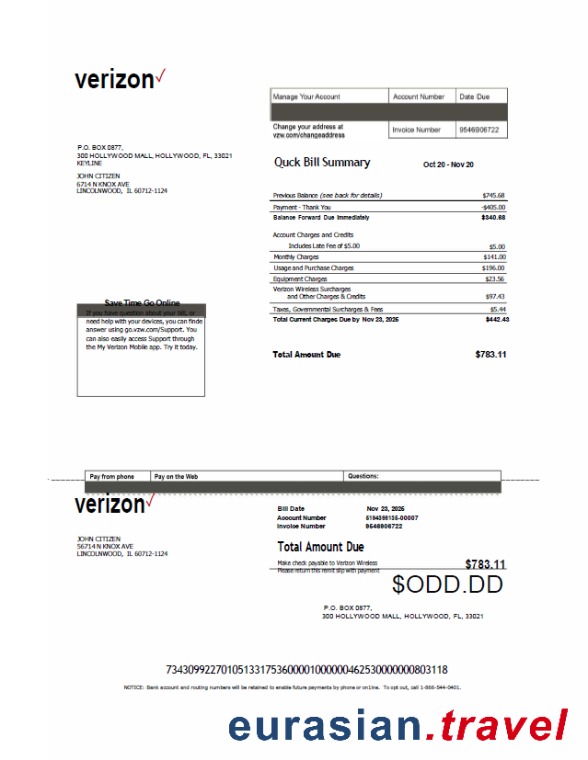 verizon✓
Manage Your Account Account Number Date Due
Change your address at
vzw.com/changeaddress
Invoice Number 9546906722
P.O. BOX 0877,
300 HOLLYWOOD MALL, HOLLYWOOD, FL, 33021
KEYLINE
JOHN CITIZEN
6714 N KNOX AVE
LINCOLNWOOD, IL 60712-1124
Quck Bill Summary Oct 20 - Nov 20
Previous Balance (see back for details) $745.68
Payment - Thank You -$405.00
Balance Forward Due Immediately $340.68
Account Charges and Credits
Includes Late Fee of $5.00 $5.00
Monthly Charges $141.00
Usage and Purchase Charges $196.00
Equipment Charges $23.56
Verizon Wireless Surcharges
and Other Charges & Credits $97.43
Taxes, Governmental Surcharges & Fees $5.44
Total Current Charges Due by Nov 23, 2025 $442.43
Total Amount Due $783.11
Save Time Go Online
If you have question about your bill, or
need help with your devices, you can finde
answer using go.vzw.com/Support. You
can also easily access Support through
the My Verizon Mobile app. Try it today.
Pay from phone Pay on the Web Questions:
verizon✓
Bill Date Nov 23, 2025
Account Number
Invoice Number 9546906722
JOHN CITIZEN
56714 N KNOX AVE
LINCOLNWOOD, IL 60712-1124
Total Amount Due
Make check payable to Verizon Wireless $783.11
Please return this remit slip with payment
$ODD.DD
P.O. BOX 0877,
300 HOLLYWOOD MALL, HOLLYWOOD, FL, 33021
NOTICE: Bank account and routing numbers will be retained to enable future payments by phone or online. To opt out, call 1-866-544-0401.
eurasian.travel